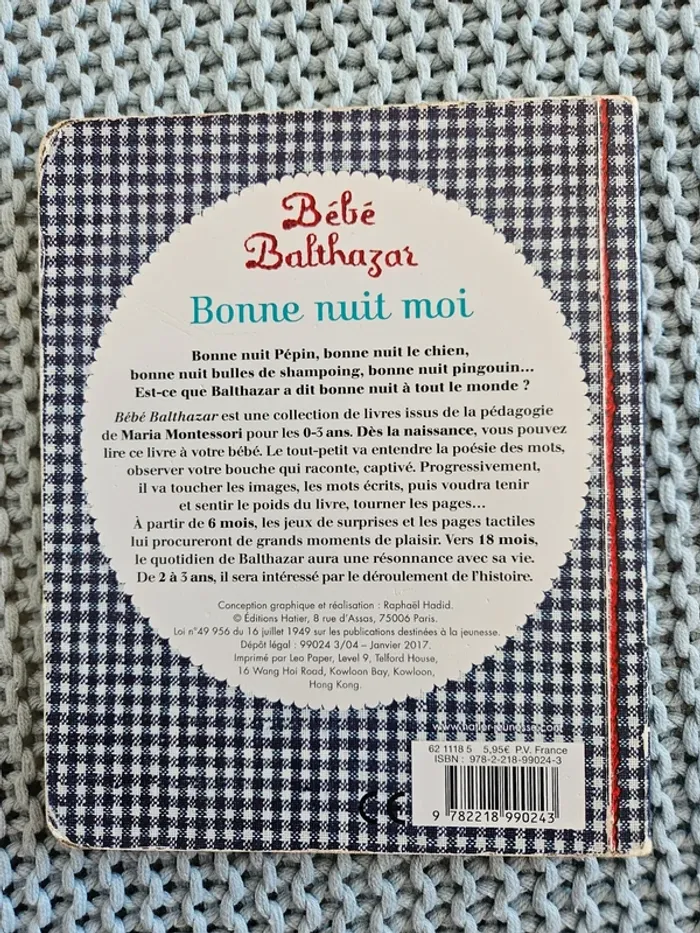 Bébé
Balthazar
Bonne nuit moi
Bonne nuit Pépin, bonne nuit le chien,
bonne nuit bulles de shampoing, bonne nuit pingouin...
Est-ce que Balthazar a dit bonne nuit à tout le monde ?
Bébé Balthazar est une collection de livres issus de la pédagogie
de Maria Montessori pour les 0-3 ans. Dès la naissance, vous pouvez
lire ce livre à votre bébé. Le tout-petit va entendre la poésie des mots,
observer votre bouche qui raconte, captivé. Progressivement,
il va toucher les images, les mots écrits, puis voudra tenir
et sentir le poids du livre, tourner les pages...
À partir de 6 mois, les jeux de surprises et les pages tactiles
lui procureront de grands moments de plaisir. Vers 18 mois,
le quotidien de Balthazar aura une résonnance avec sa vie.
De 2 à 3 ans, il sera intéressé par le déroulement de l'histoire.
Conception graphique et réalisation : Raphaël Hadid.
© Éditions Hatier, 8 rue d'Assas, 75006 Paris.
Loi n°49 956 du 16 juillet 1949 sur les publications destinées à la jeunesse.
Dépôt légal : 99024 3/04 – Janvier 2017.
Imprimé par Leo Paper, Level 9, Telford House,
16 Wang Hoi Road, Kowloon Bay, Kowloon,
Hong Kong.
www.hatier-jeunesse.com
62 1118 5 5,95€ P.V. France
ISBN : 978-2-218-99024-3
CE
9 782218 990243